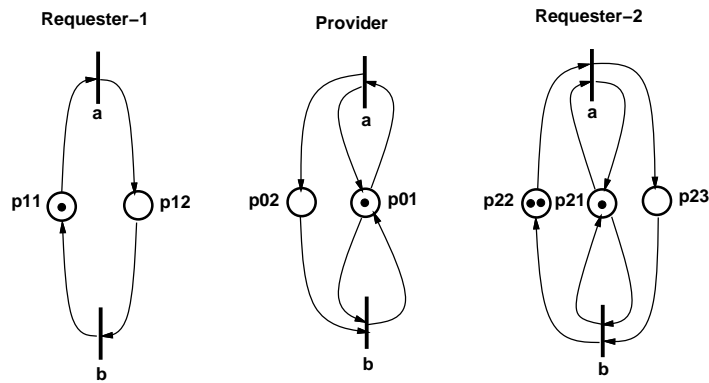 Requester–1
Provider
Requester–2
a
a
a
p11
p12
p02
p01
p22
p21
p23
b
b
b